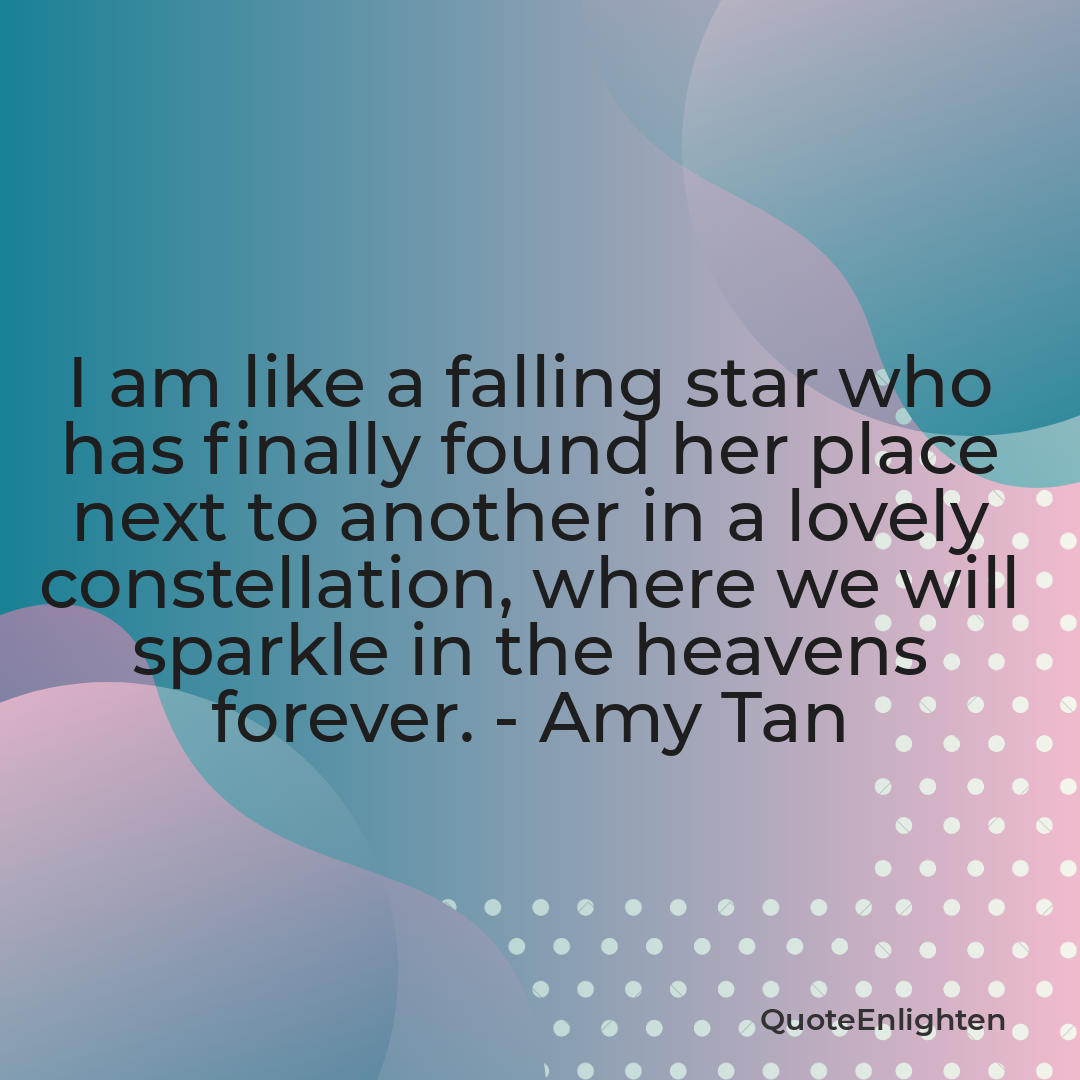 I am like a falling star who
has finally found her place
next to another in a lovely
constellation, where we will
sparkle in the heavens
forever. - Amy Tan
QuoteEnlighten